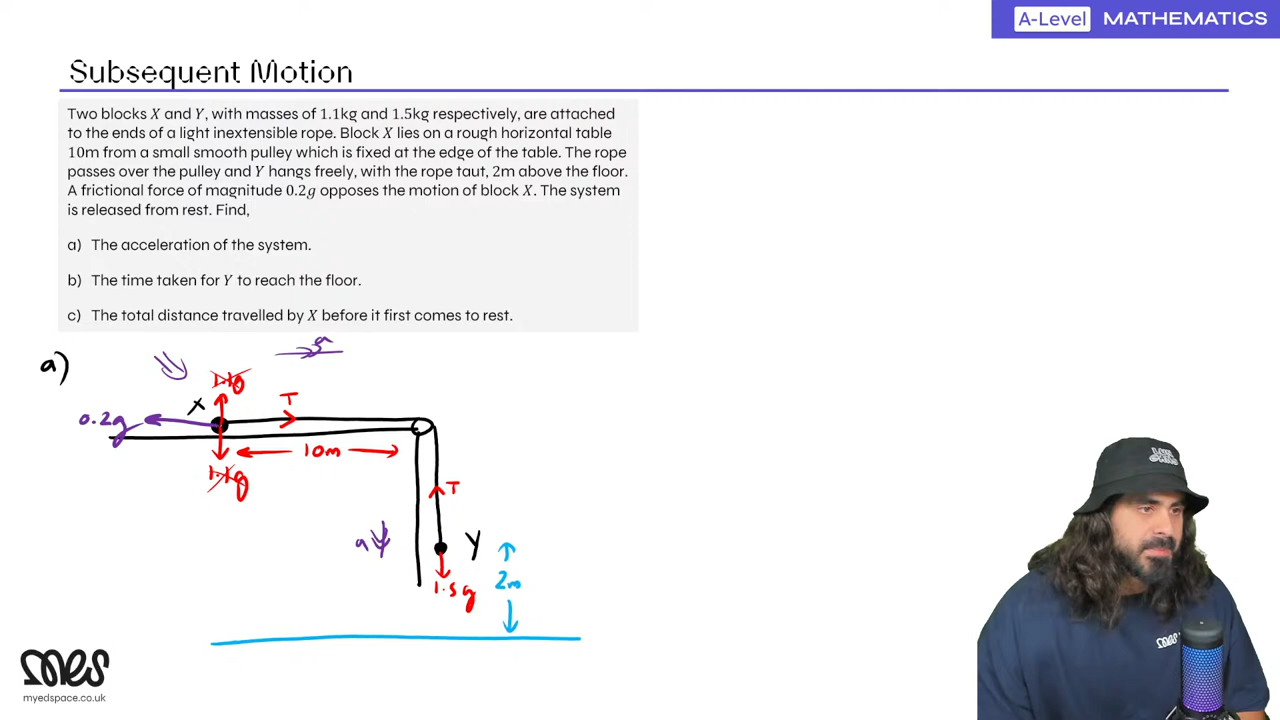 A-Level MATHEMATICS
Subsequent Motion
Two blocks X and Y, with masses of 1.1kg and 1.5kg respectively, are attached
to the ends of a light inextensible rope. Block X lies on a rough horizontal table
10m from a small smooth pulley which is fixed at the edge of the table. The rope
passes over the pulley and Y hangs freely, with the rope taut, 2m above the floor.
A frictional force of magnitude 0.2g opposes the motion of block X. The system
is released from rest. Find,
a) The acceleration of the system.
b) The time taken for Y to reach the floor.
c) The total distance travelled by X before it first comes to rest.
a)
a
1.1g
X
T
0.2g
10m
1.1g
T
a
Y
2m
1.5g
mes
myedspace.co.uk